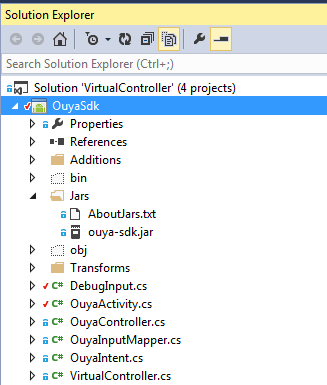 Solution Explorer
Search Solution Explorer (Ctrl+;)
Solution 'VirtualController' (4 projects)
OuyaSdk
Properties
References
Additions
bin
Jars
AboutJars.txt
ouya-sdk.jar
obj
Transforms
C# DebugInput.cs
C# OuyaActivity.cs
C# OuyaController.cs
C# OuyaInputMapper.cs
C# OuyaIntent.cs
C# VirtualController.cs